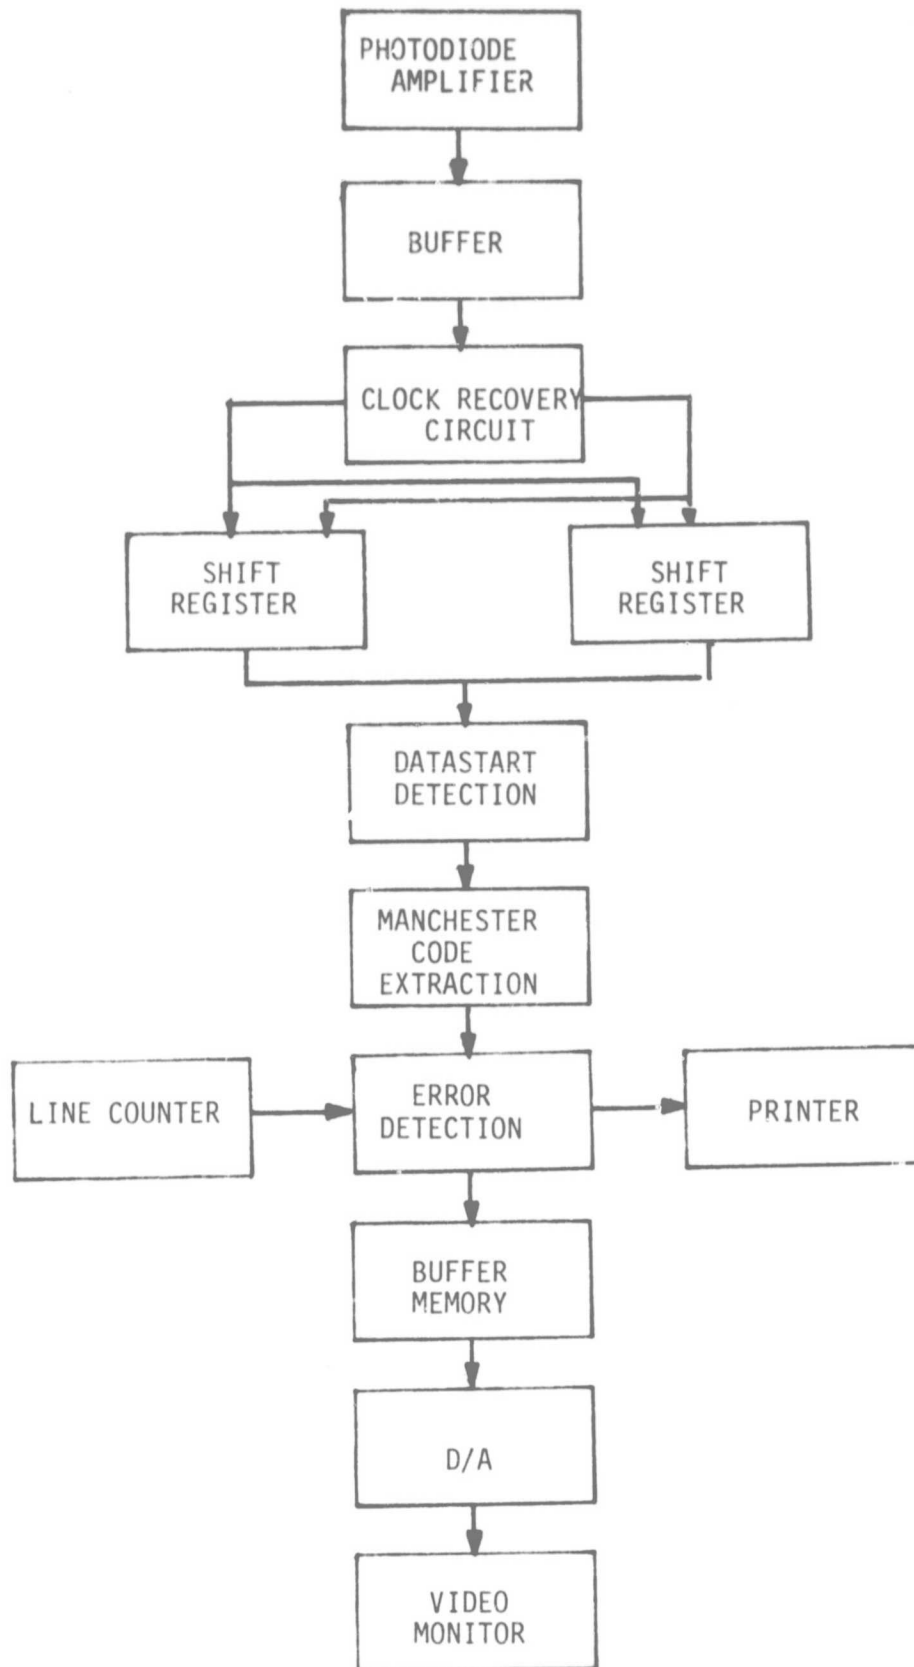 PHOTODIODE
AMPLIFIER
BUFFER
CLOCK RECOVERY
CIRCUIT
SHIFT
REGISTER
SHIFT
REGISTER
DATASTART
DETECTION
MANCHESTER
CODE
EXTRACTION
LINE COUNTER
ERROR
DETECTION
PRINTER
BUFFER
MEMORY
D/A
VIDEO
MONITOR